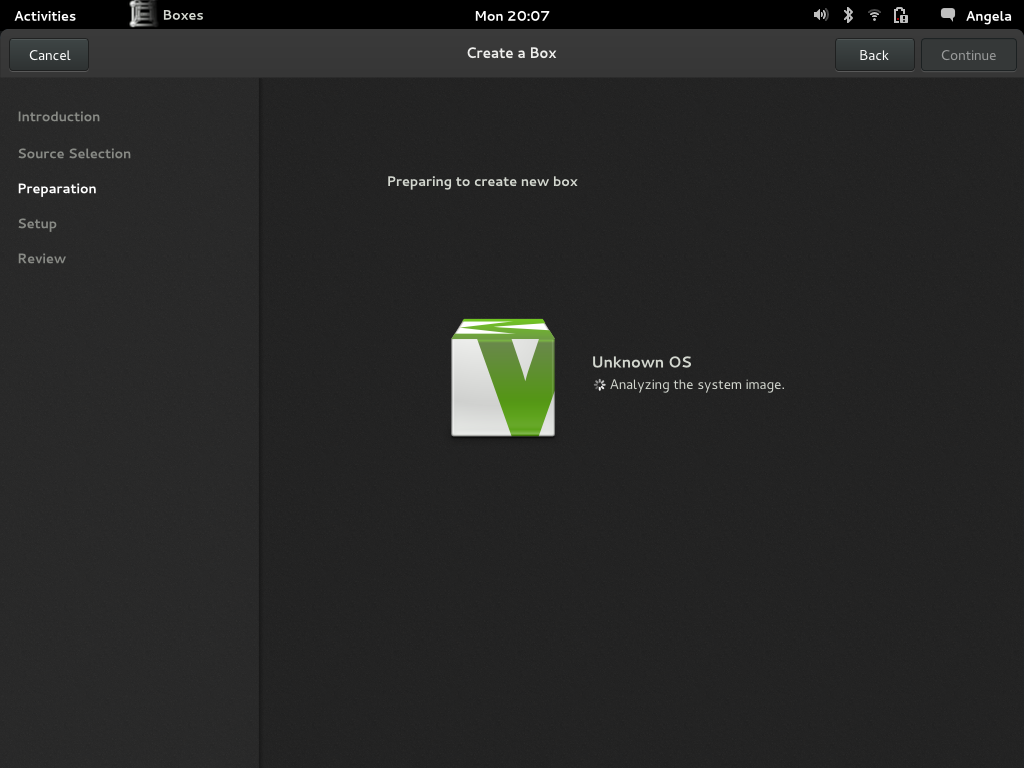 Activities
Boxes
Mon 20:07
Angela
Cancel
Create a Box
Back
Continue
Introduction
Source Selection
Preparation
Setup
Review
Preparing to create new box
Unknown OS
Analyzing the system image.